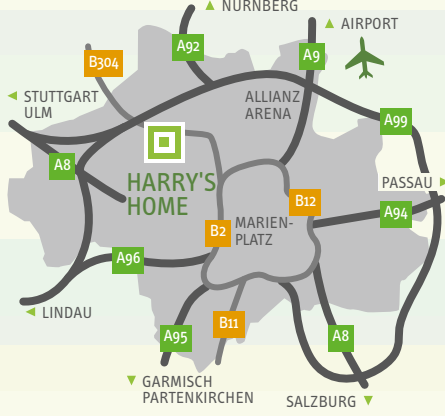 NÜRNBERG
AIRPORT
A92
A9
B304
STUTTGART
ULM
ALLIANZ
ARENA
A99
A8
PASSAU
HARRY'S
HOME
B12
A94
B2
MARIEN-
PLATZ
A96
LINDAU
A95
B11
A8
GARMISCH
PARTENKIRCHEN
SALZBURG